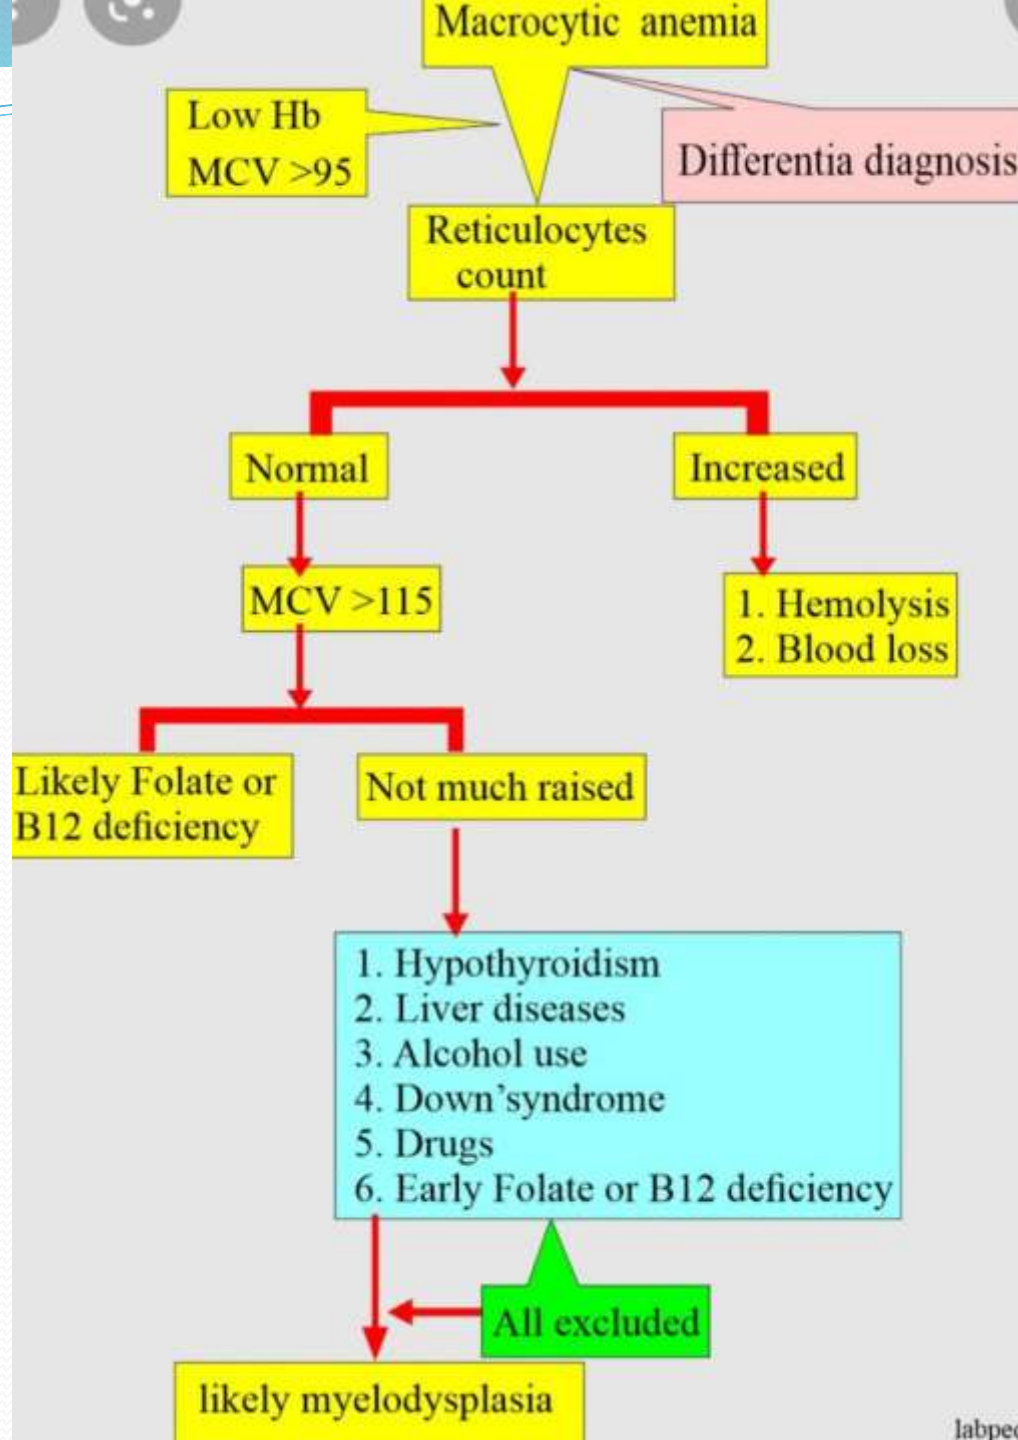 Macrocytic anemia
Low Hb
MCV >95
Differentia diagnosis
Reticulocytes
count
Normal
Increased
MCV >115
1. Hemolysis
2. Blood loss
Likely Folate or
B12 deficiency
Not much raised
1. Hypothyroidism
2. Liver diseases
3. Alcohol use
4. Down'syndrome
5. Drugs
6. Early Folate or B12 deficiency
All excluded
likely myelodysplasia